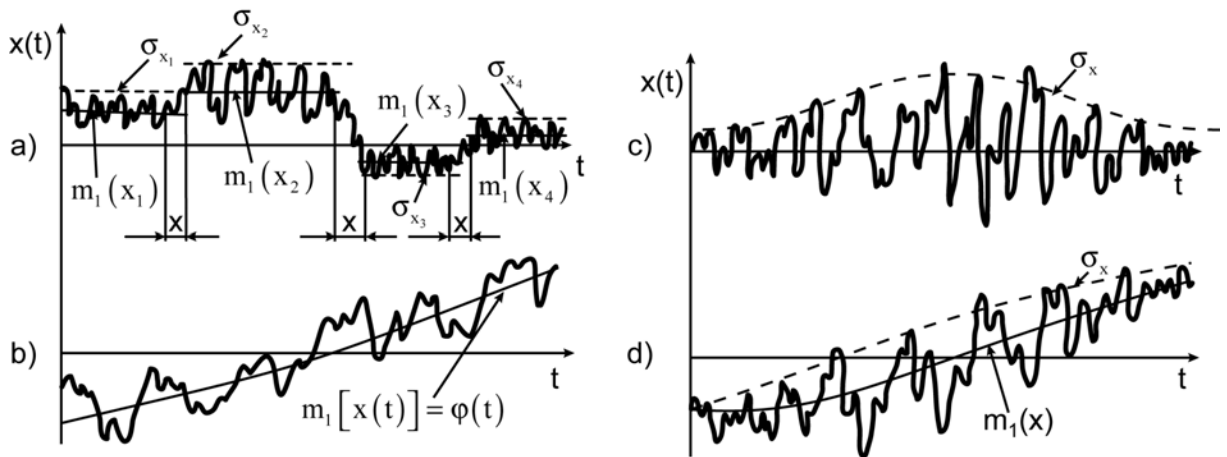 x(t)
σx₁
σx₂
m₁(x₃)
σx₄
a)
t
m₁(x₁)
m₁(x₂)
σx₃
m₁(x₄)
x
x
x
b)
t
m₁[x(t)]=φ(t)
x(t)
σx
c)
t
σx
d)
t
m₁(x)